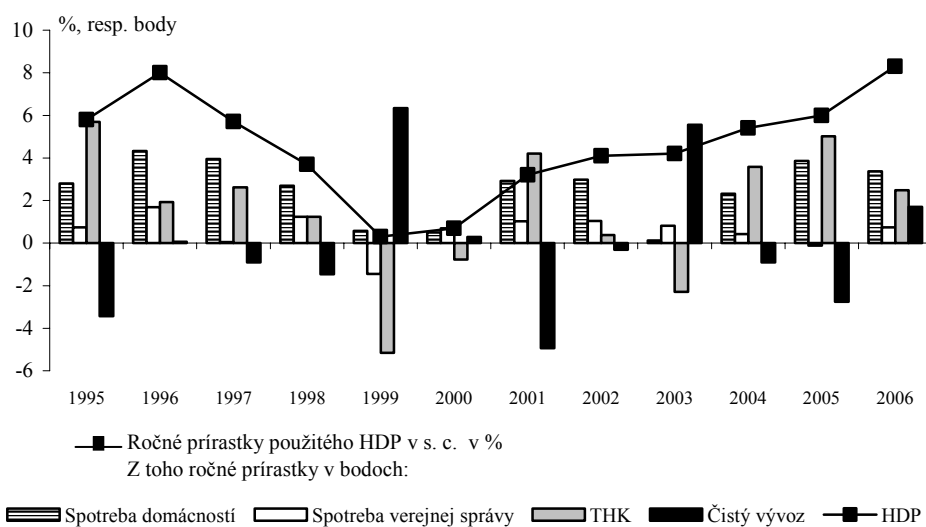 %, resp. body
10
8
6
4
2
0
-2
-4
-6
1995 1996 1997 1998 1999 2000 2001 2002 2003 2004 2005 2006
Ročné prírastky použitého HDP v s. c. v %
Z toho ročné prírastky v bodoch:
Spotreba domácností Spotreba verejnej správy THK Čistý vývoz HDP